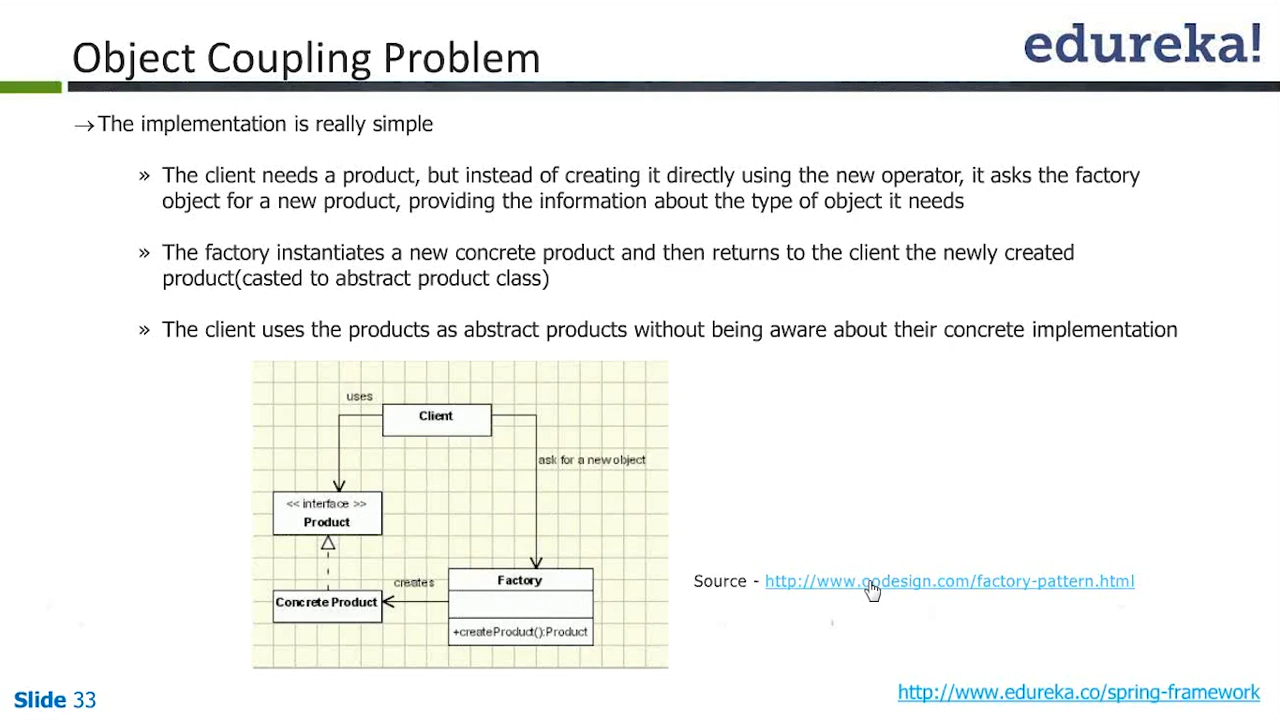 Object Coupling Problem
edureka!
→The implementation is really simple
» The client needs a product, but instead of creating it directly using the new operator, it asks the factory
object for a new product, providing the information about the type of object it needs
» The factory instantiates a new concrete product and then returns to the client the newly created
product(casted to abstract product class)
» The client uses the products as abstract products without being aware about their concrete implementation
uses
Client
ask for a new object
<< interface >>
Product
creates
Factory
Concrete Product
+createProduct():Product
Source - http://www.oodesign.com/factory-pattern.html
Slide 33
http://www.edureka.co/spring-framework